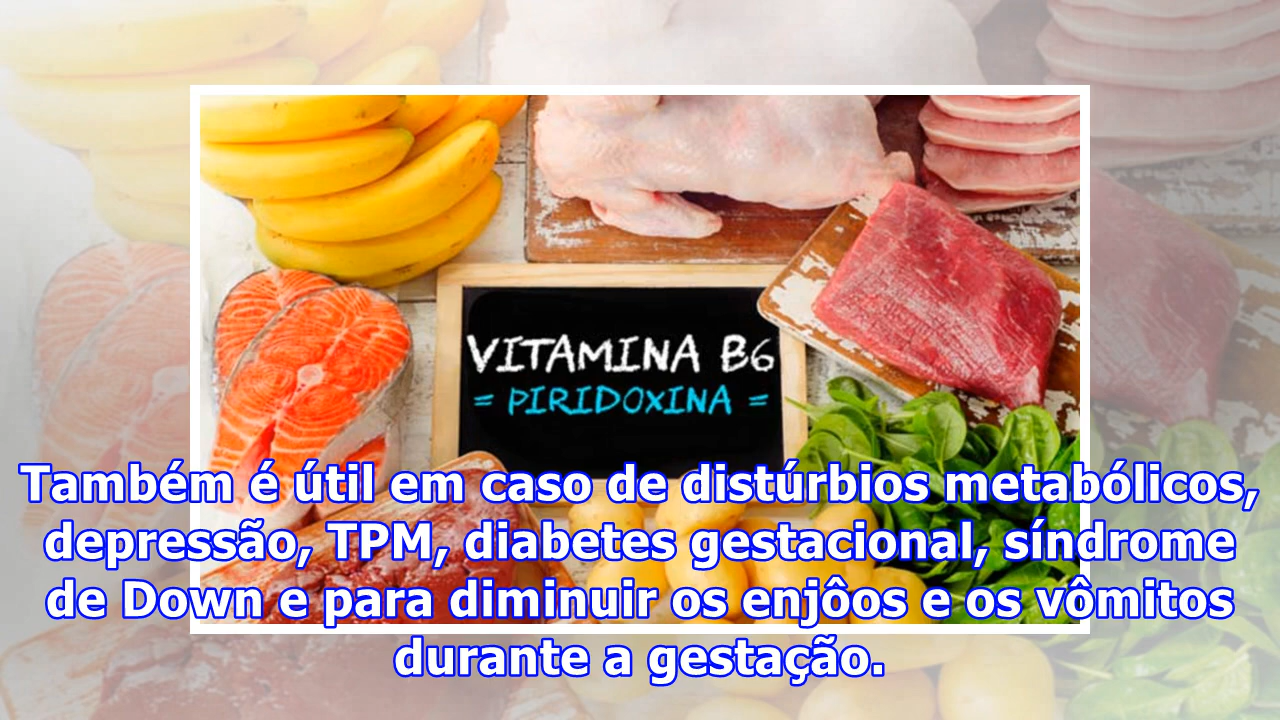 VITAMINA B6
= PIRIDOXINA =
Também é útil em caso de distúrbios metabólicos,
depressão, TPM, diabetes gestacional, síndrome
de Down e para diminuir os enjôos e os vômitos
durante a gestação.